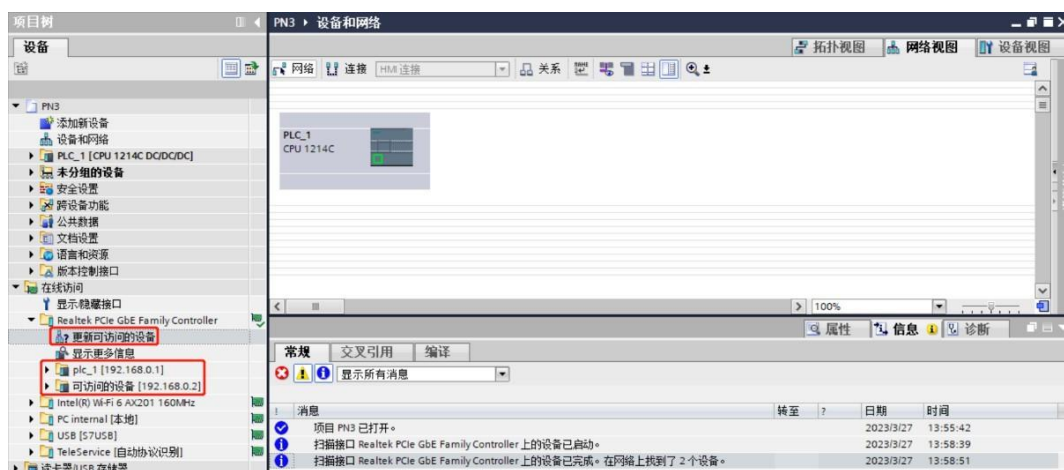 项目树
PN3 ▸ 设备和网络
设备
拓扑视图
网络视图
设备视图
网络
连接
HMI连接
关系
PN3
添加新设备
设备和网络
PLC_1 [CPU 1214C DC/DC/DC]
未分组的设备
安全设置
跨设备功能
公共数据
文档设置
语言和资源
版本控制接口
在线访问
显示/隐藏接口
Realtek PCIe GbE Family Controller
更新可访问的设备
显示更多信息
plc_1 [192.168.0.1]
可访问的设备 [192.168.0.2]
Intel(R) Wi-Fi 6 AX201 160MHz
PC internal [本地]
USB [S7USB]
TeleService [自动协议识别]
读卡器/USB 存储器
PLC_1
CPU 1214C
100%
属性
信息
诊断
常规
交叉引用
编译
显示所有消息
! 消息 转至 ? 日期 时间
项目 PN3 已打开。 2023/3/27 13:55:42
扫描接口 Realtek PCIe GbE Family Controller 上的设备已启动。 2023/3/27 13:58:39
扫描接口 Realtek PCIe GbE Family Controller 上的设备已完成。在网络上找到了 2 个设备。 2023/3/27 13:58:51